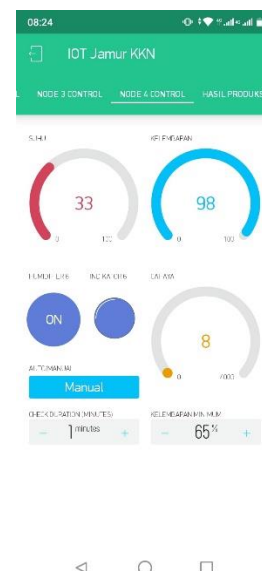 08:24
IOT Jamur KKN
L NODE 3 CONTROL NODE 4 CONTROL HASIL PRODUKS
SUHU KELEMBAPAN
33 98
0 100 0 100
CAHAYA
ON
8
0
AUTO/MANUAL
Manual
CHECK DURATION (MINUTES) KELEMBAPAN MINIMUM
− 1 minutes + − 65 % +